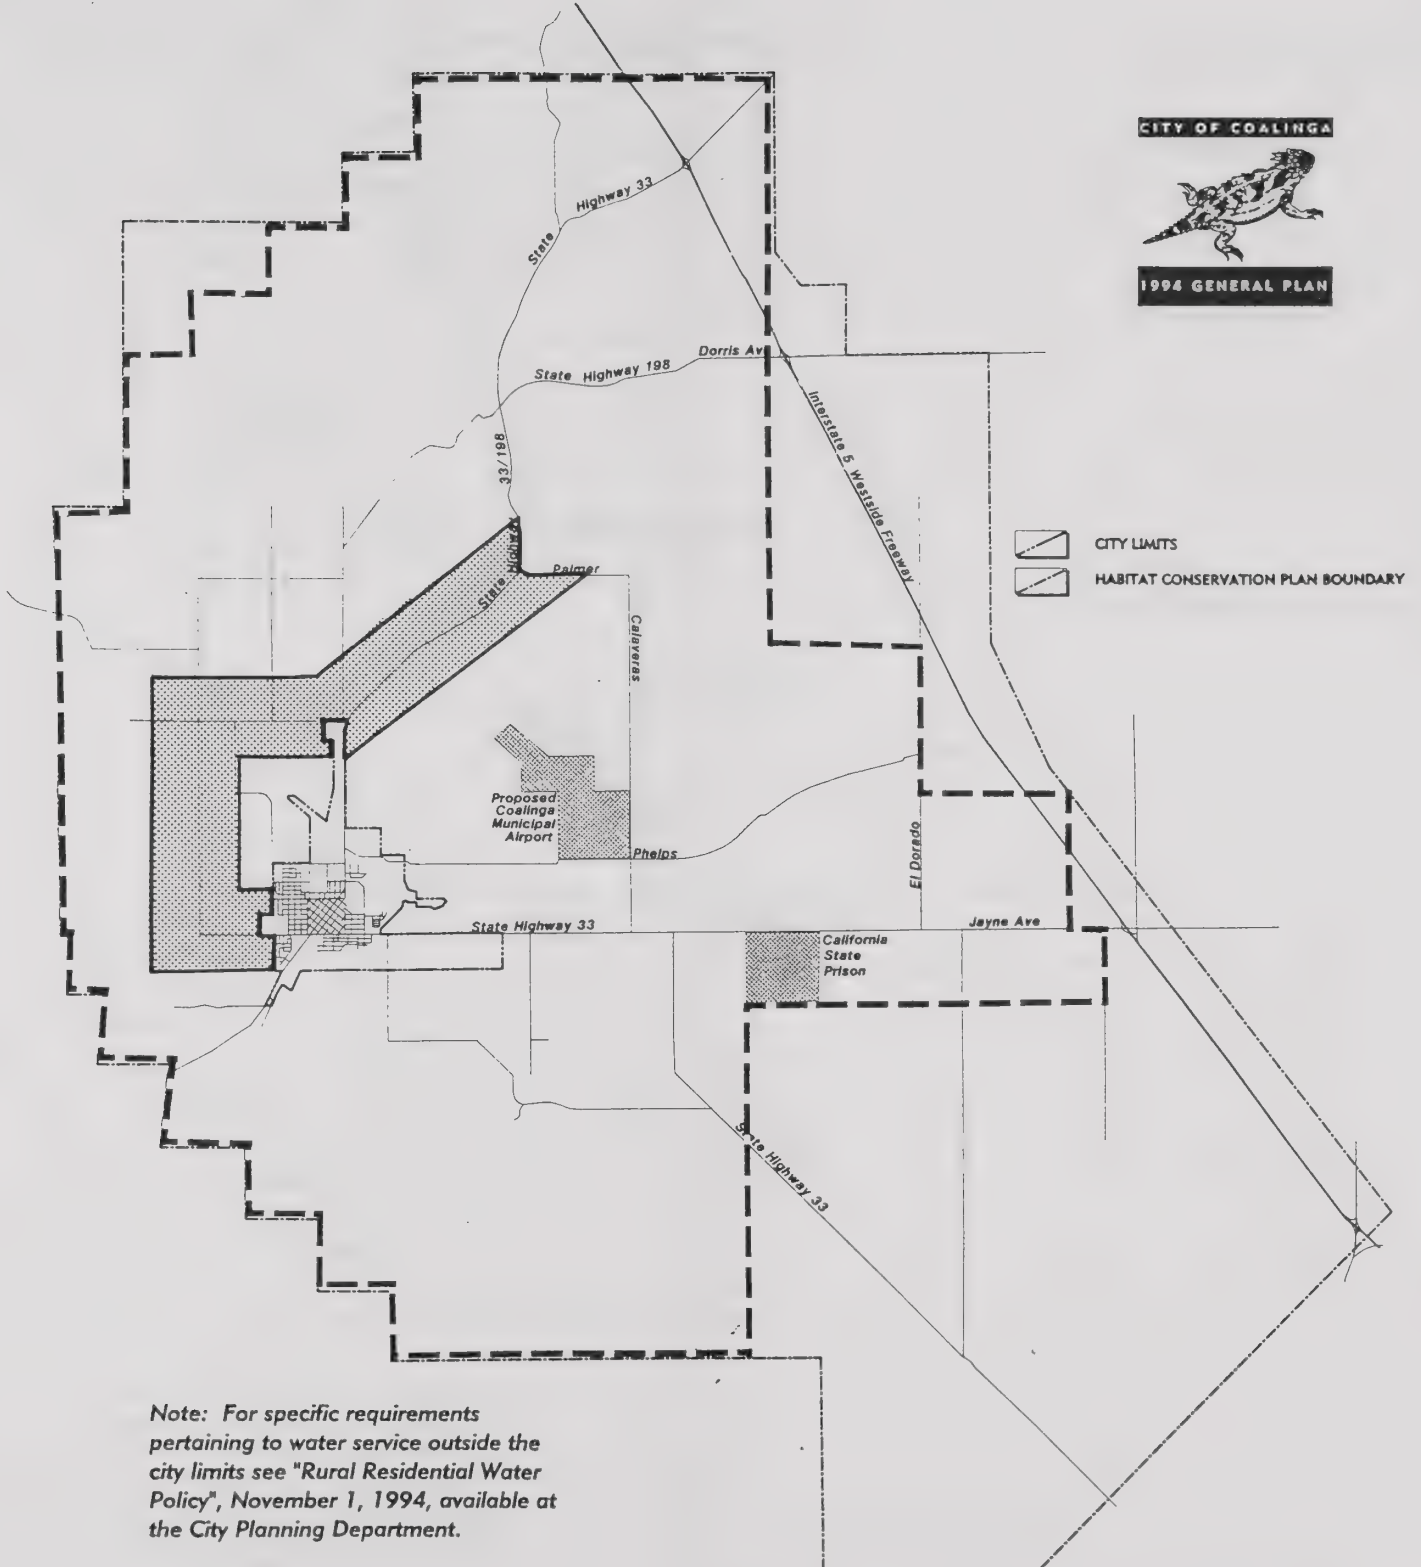 CITY OF COALINGA
1994 GENERAL PLAN
Highway 33
State
Dorris Av
State Highway 198
Interstate 5 Westside Freeway
33/198
State Highway
Palmer
CITY LIMITS
HABITAT CONSERVATION PLAN BOUNDARY
Calaveras
Proposed
Coalinga
Municipal
Airport
Phelps
El Dorado
State Highway 33
Jayne Ave
California
State
Prison
State Highway 33
Note: For specific requirements
pertaining to water service outside the
city limits see "Rural Residential Water
Policy", November 1, 1994, available at
the City Planning Department.